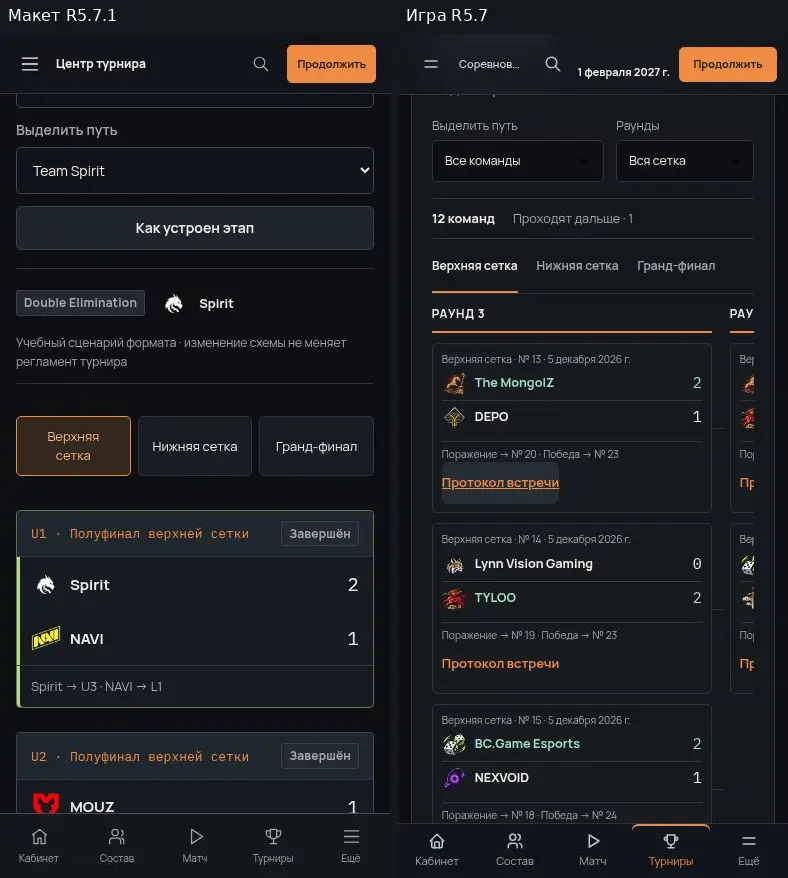 Макет R5.7.1
Центр турнира
Продолжить
Выделить путь
Team Spirit
Как устроен этап
Double Elimination
Spirit
Учебный сценарий формата · изменение схемы не меняет
регламент турнира
Верхняя
сетка
Нижняя сетка
Гранд-финал
U1 · Полуфинал верхней сетки
Завершён
Spirit 2
NAVI 1
Spirit → U3 · NAVI → L1
U2 · Полуфинал верхней сетки
Завершён
MOUZ 1
Кабинет
Состав
Матч
Турниры
Ещё
Игра R5.7
Соревнов...
1 февраля 2027 г.
Продолжить
Выделить путь
Раунды
Все команды
Вся сетка
12 команд
Проходят дальше · 1
Верхняя сетка
Нижняя сетка
Гранд-финал
РАУНД 3
РАУ
Верхняя сетка · № 13 · 5 декабря 2026 г.
The MongolZ 2
DEPO 1
Поражение → № 20 · Победа → № 23
Протокол встречи
Верхняя сетка · № 14 · 5 декабря 2026 г.
Lynn Vision Gaming 0
TYLOO 2
Поражение → № 19 · Победа → № 23
Протокол встречи
Верхняя сетка · № 15 · 5 декабря 2026 г.
BC.Game Esports 2
NEXVOID 1
Поражение → № 18 · Победа → № 24
Кабинет
Состав
Матч
Турниры
Ещё